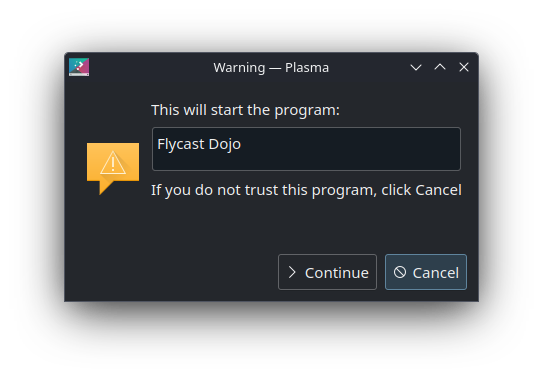 Warning — Plasma
This will start the program:
Flycast Dojo
If you do not trust this program, click Cancel
Continue
Cancel